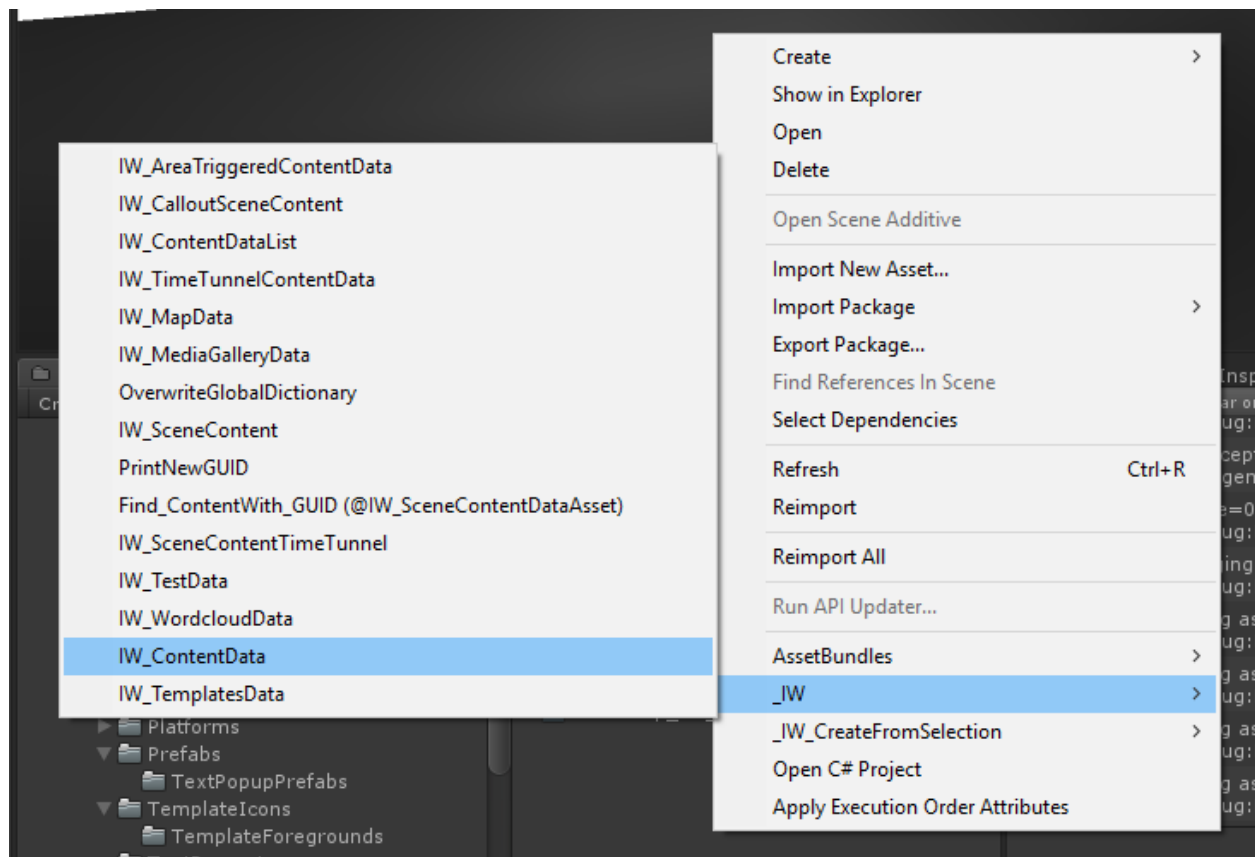 Create
Show in Explorer
Open
Delete
Open Scene Additive
Import New Asset...
Import Package
Export Package...
Find References In Scene
Select Dependencies
Refresh Ctrl+R
Reimport
Reimport All
Run API Updater...
AssetBundles
_IW
_IW_CreateFromSelection
Open C# Project
Apply Execution Order Attributes
IW_AreaTriggeredContentData
IW_CalloutSceneContent
IW_ContentDataList
IW_TimeTunnelContentData
IW_MapData
IW_MediaGalleryData
OverwriteGlobalDictionary
IW_SceneContent
PrintNewGUID
Find_ContentWith_GUID (@IW_SceneContentDataAsset)
IW_SceneContentTimeTunnel
IW_TestData
IW_WordcloudData
IW_ContentData
IW_TemplatesData
Platforms
Prefabs
TextPopupPrefabs
TemplateIcons
TemplateForegrounds